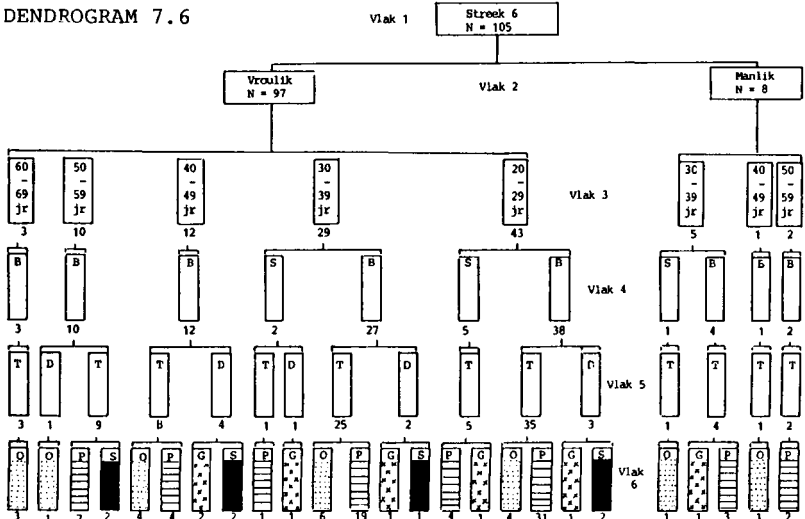 DENDROGRAM 7.6
Vlak 1
Streek 6
N = 105
Vroulik
N = 97
Vlak 2
Manlik
N = 8
60 50 40 30 20 30 40 50
– – – – – – – –
69 59 49 39 29 39 49 59
jr jr jr jr jr jr jr jr
Vlak 3
3 10 12 29 43 5 1 2
B B B S B S B S B B B
Vlak 4
3 10 12 2 27 5 38 1 4 1 2
T D T T D T D T D T T D T T T T
Vlak 5
3 1 9 B 4 1 1 25 2 5 35 3 1 4 1 2
O O P S O P G S P G O P G S P G O P G S O G P O P
Vlak
6
3 1 7 2 4 4 2 2 1 1 6 19 1 1 4 1 4 31 1 2 1 1 3 1 2